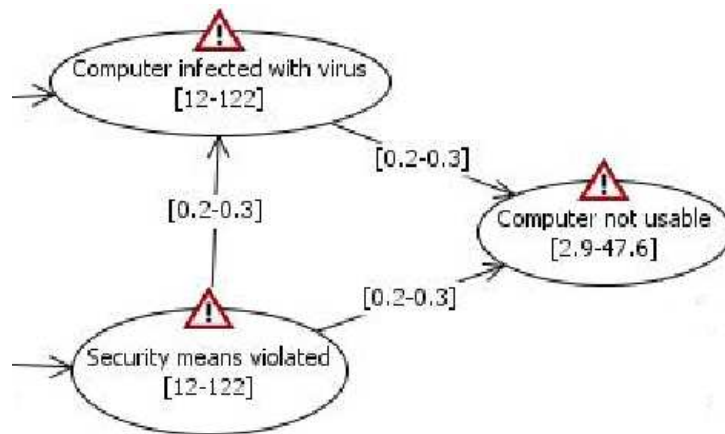 Computer infected with virus
[12-122]
[0.2-0.3]
[0.2-0.3]
Computer not usable
[2.9-47.6]
[0.2-0.3]
Security means violated
[12-122]